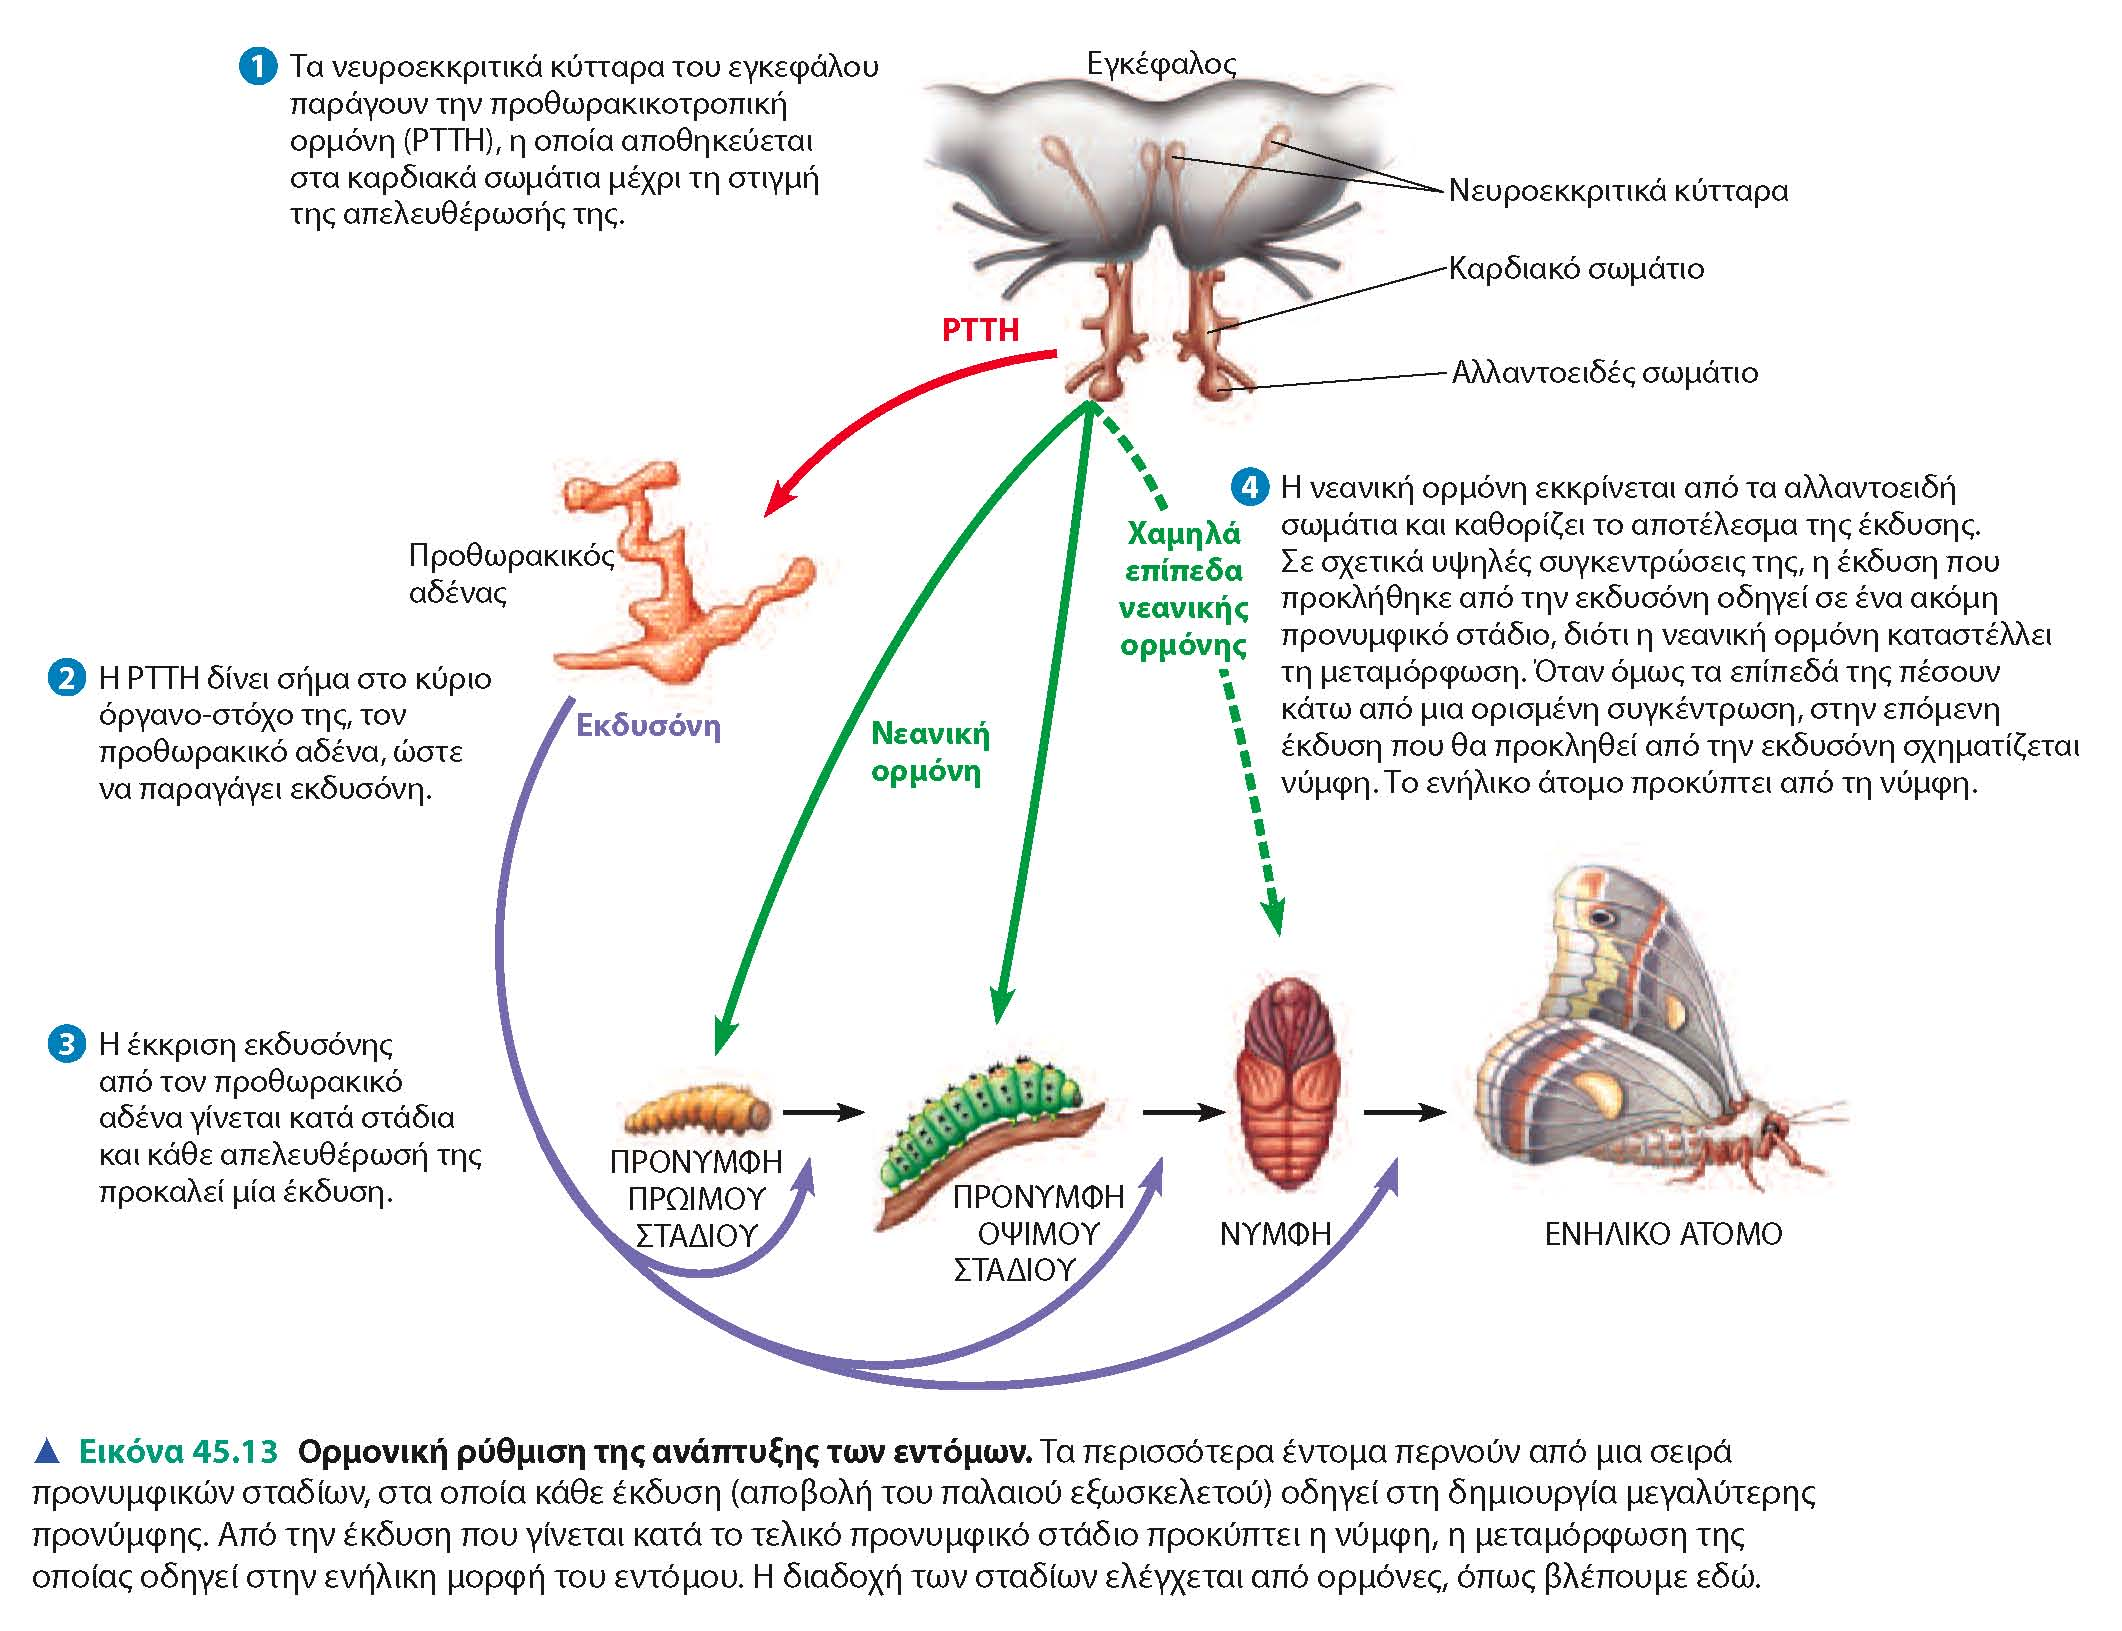 1 Τα νευροεκκριτικά κύτταρα του εγκεφάλου
παράγουν την προθωρακικοτροπική
ορμόνη (PTTH), η οποία αποθηκεύεται
στα καρδιακά σωμάτια μέχρι τη στιγμή
της απελευθέρωσής της.
Εγκέφαλος
Νευροεκκριτικά κύτταρα
Καρδιακό σωμάτιο
Αλλαντοειδές σωμάτιο
PTTH
Προθωρακικός
αδένας
Χαμηλά
επίπεδα
νεανικής
ορμόνης
4 Η νεανική ορμόνη εκκρίνεται από τα αλλαντοειδή
σωμάτια και καθορίζει το αποτέλεσμα της έκδυσης.
Σε σχετικά υψηλές συγκεντρώσεις της, η έκδυση που
προκλήθηκε από την εκδυσόνη οδηγεί σε ένα ακόμη
προνυμφικό στάδιο, διότι η νεανική ορμόνη καταστέλλει
τη μεταμόρφωση. Όταν όμως τα επίπεδά της πέσουν
κάτω από μια ορισμένη συγκέντρωση, στην επόμενη
έκδυση που θα προκληθεί από την εκδυσόνη σχηματίζεται
νύμφη. Το ενήλικο άτομο προκύπτει από τη νύμφη.
2 Η PTTH δίνει σήμα στο κύριο
όργανο-στόχο της, τον
προθωρακικό αδένα, ώστε
να παραγάγει εκδυσόνη.
Εκδυσόνη
Νεανική
ορμόνη
3 Η έκκριση εκδυσόνης
από τον προθωρακικό
αδένα γίνεται κατά στάδια
και κάθε απελευθέρωσή της
προκαλεί μία έκδυση.
ΠΡΟΝΥΜΦΗ
ΠΡΩΙΜΟΥ
ΣΤΑΔΙΟΥ
ΠΡΟΝΥΜΦΗ
ΟΨΙΜΟΥ
ΣΤΑΔΙΟΥ
ΝΥΜΦΗ
ΕΝΗΛΙΚΟ ΑΤΟΜΟ
▲ Εικόνα 45.13 Ορμονική ρύθμιση της ανάπτυξης των εντόμων. Τα περισσότερα έντομα περνούν από μια σειρά
προνυμφικών σταδίων, στα οποία κάθε έκδυση (αποβολή του παλαιού εξωσκελετού) οδηγεί στη δημιουργία μεγαλύτερης
προνύμφης. Από την έκδυση που γίνεται κατά το τελικό προνυμφικό στάδιο προκύπτει η νύμφη, η μεταμόρφωση της
οποίας οδηγεί στην ενήλικη μορφή του εντόμου. Η διαδοχή των σταδίων ελέγχεται από ορμόνες, όπως βλέπουμε εδώ.